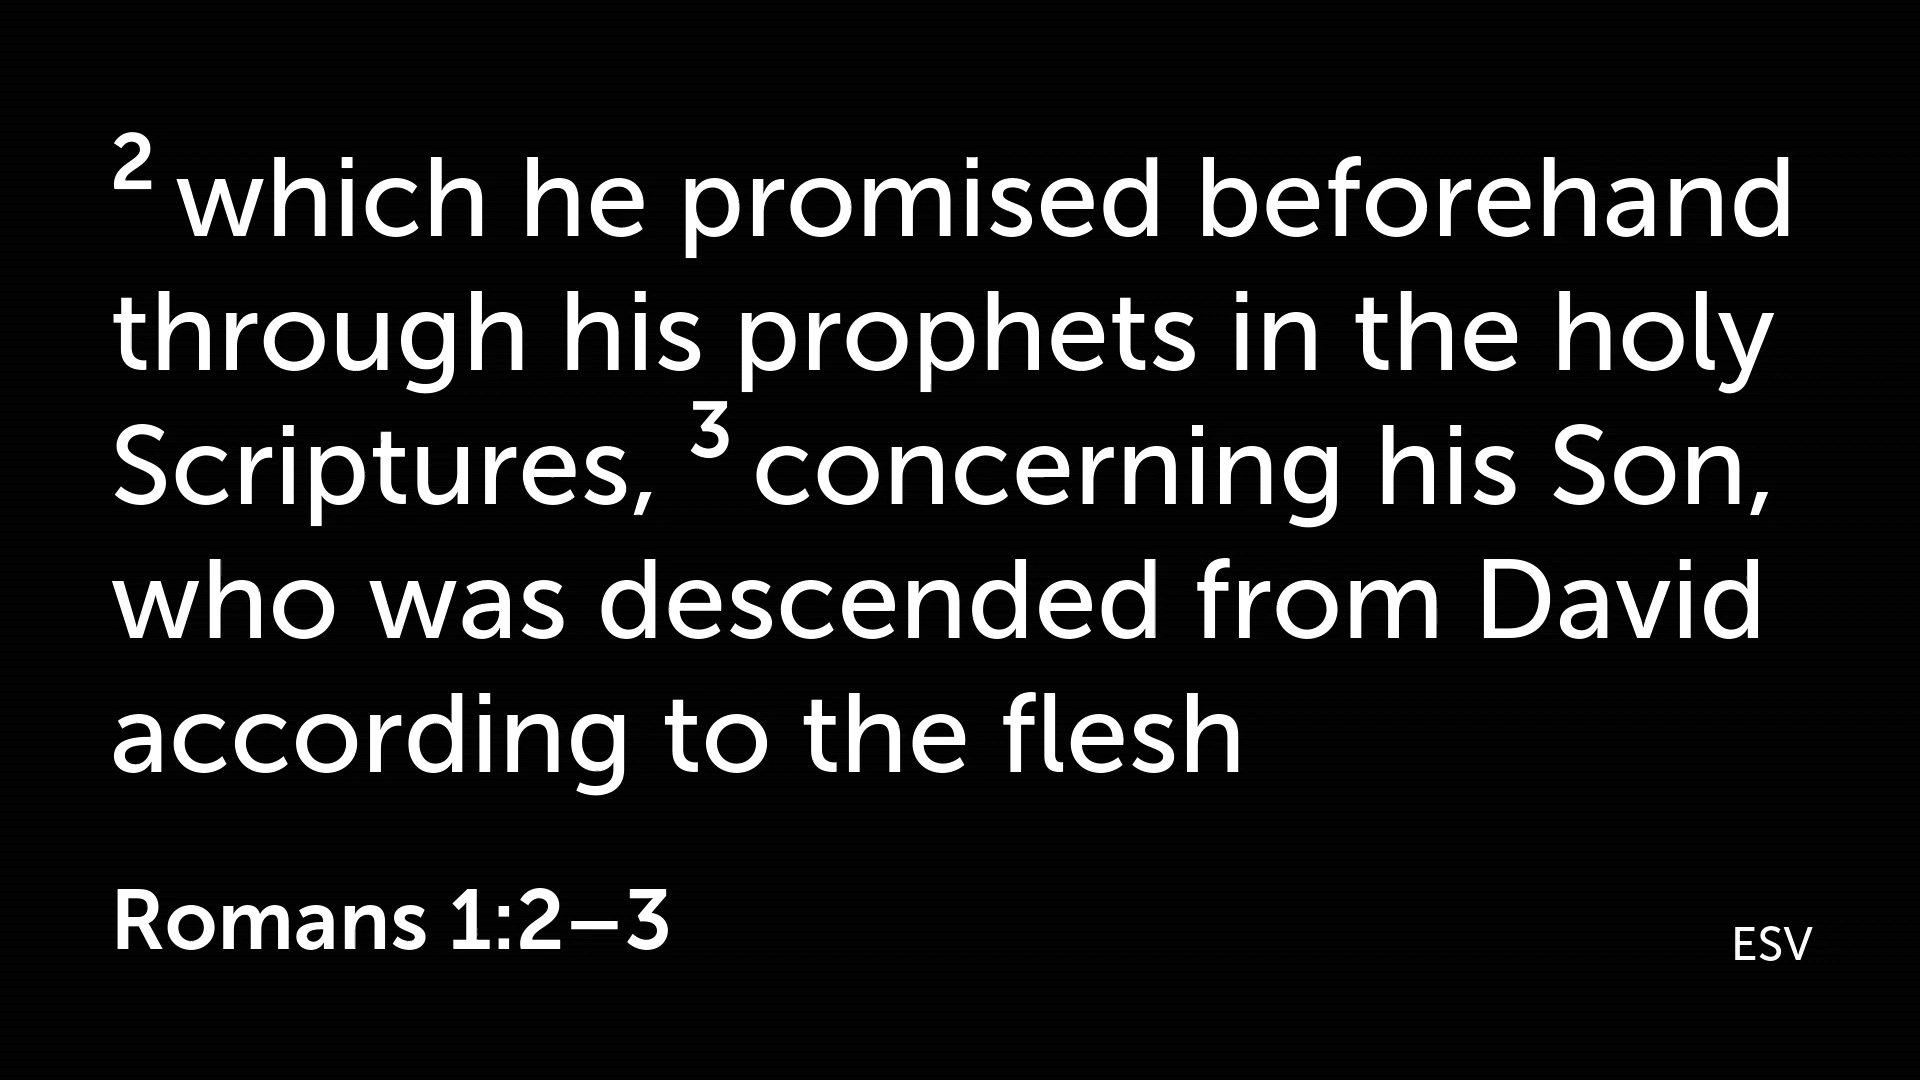 ² which he promised beforehand
through his prophets in the holy
Scriptures, ³ concerning his Son,
who was descended from David
according to the flesh
Romans 1:2–3
ESV